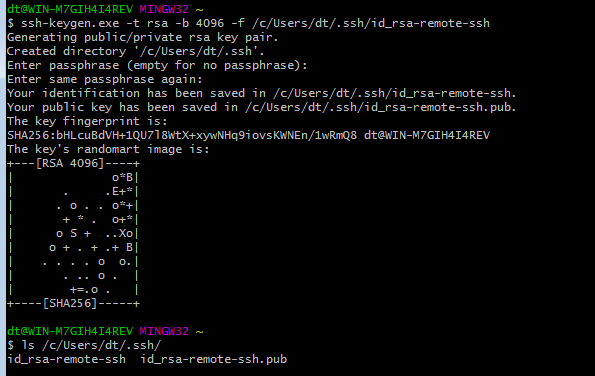 dt@WIN-M7GIH4I4REV MINGW32 ~
$ ssh-keygen.exe -t rsa -b 4096 -f /c/Users/dt/.ssh/id_rsa-remote-ssh
Generating public/private rsa key pair.
Created directory '/c/Users/dt/.ssh'.
Enter passphrase (empty for no passphrase):
Enter same passphrase again:
Your identification has been saved in /c/Users/dt/.ssh/id_rsa-remote-ssh.
Your public key has been saved in /c/Users/dt/.ssh/id_rsa-remote-ssh.pub.
The key fingerprint is:
SHA256:bHLcuBdVH+1QU7l8WtX+xywNHq9iovsKWNEn/1wRmQ8 dt@WIN-M7GIH4I4REV
The key's randomart image is:
+---[RSA 4096]----+
|              o*B|
|       .     .E+*|
|      . o . . o*+|
|       + * .  o+*|
|      o S +  ..Xo|
|     o + . + .+ B|
|    . . . . o  o.|
|       . .. o .  |
|        +=.o .   |
+----[SHA256]-----+
dt@WIN-M7GIH4I4REV MINGW32 ~
$ ls /c/Users/dt/.ssh/
id_rsa-remote-ssh  id_rsa-remote-ssh.pub